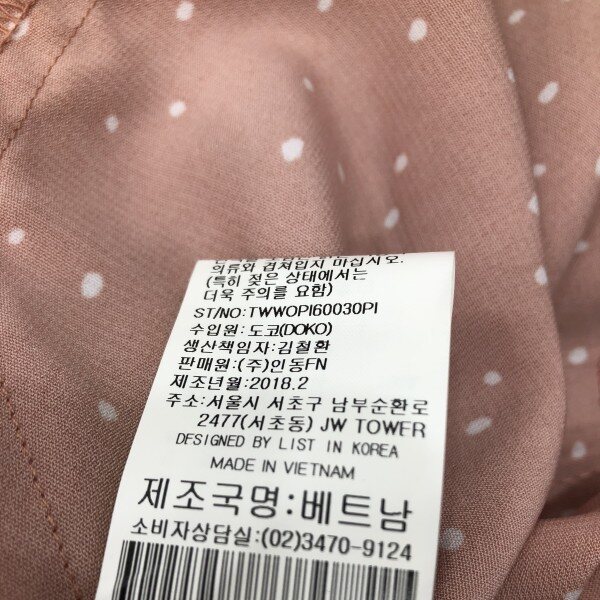 의류와 겹쳐입지 마십시오.
(특히 젖은 상태에서는
더욱 주의를 요함)
ST/NO:TWWOPI60030PI
수입원:도코(DOKO)
생산책임자:김철환
판매원:(주)인동FN
제조년월:2018.2
주소:서울시 서초구 남부순환로
2477(서초동) JW TOWER
DESIGNED BY LIST IN KOREA
MADE IN VIETNAM
제조국명:베트남
소비자상담실:(02)3470-9124